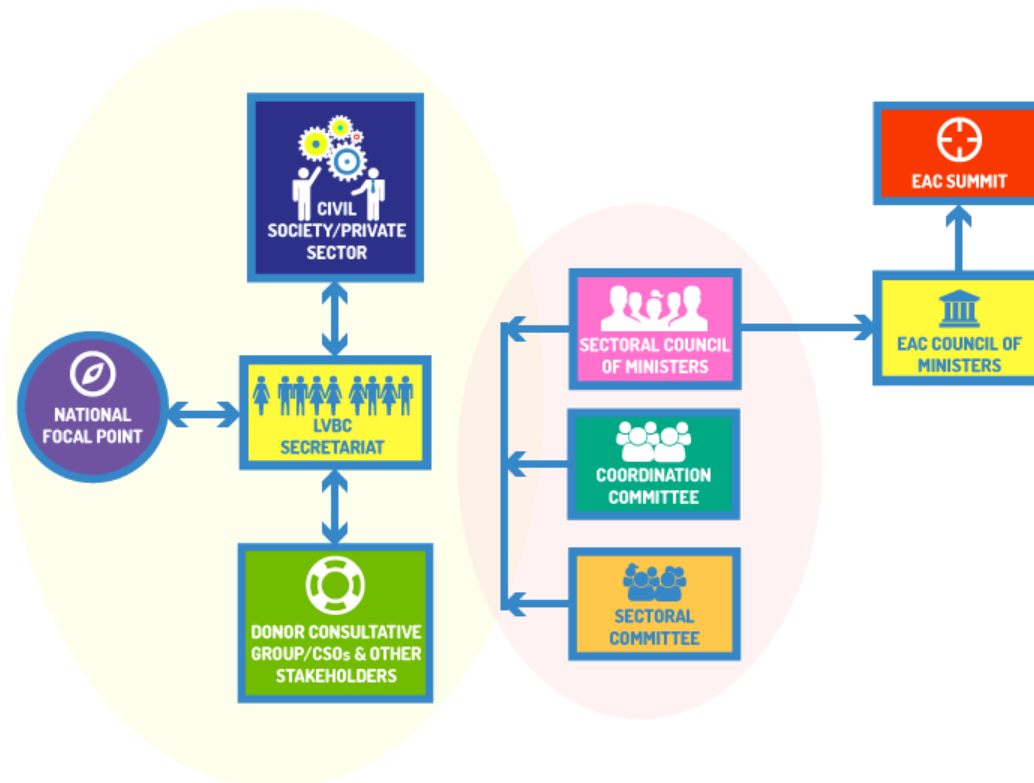 CIVIL
SOCIETY/PRIVATE
SECTOR
NATIONAL
FOCAL POINT
LVBC
SECRETARIAT
DONOR CONSULTATIVE
GROUP/CSOs & OTHER
STAKEHOLDERS
SECTORAL COUNCIL
OF MINISTERS
COORDINATION
COMMITTEE
SECTORAL
COMMITTEE
EAC SUMMIT
EAC COUNCIL OF
MINISTERS